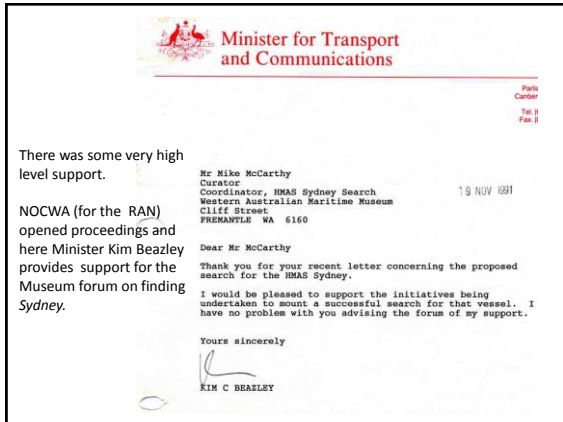 Minister for Transport
and Communications
There was some very high
level support.
NOCWA (for the RAN)
opened proceedings and
here Minister Kim Beazley
provides support for the
Museum forum on finding
Sydney.
Parli
Canber
Tel. (
Fax. (
Mr Mike McCarthy
Curator
Coordinator, HMAS Sydney Search
Western Australian Maritime Museum
Cliff Street
FREMANTLE WA 6160
19 NOV 1991
Dear Mr McCarthy
Thank you for your recent letter concerning the proposed
search for the HMAS Sydney.
I would be pleased to support the initiatives being
undertaken to mount a successful search for that vessel. I
have no problem with you advising the forum of my support.
Yours sincerely
KIM C BEAZLEY